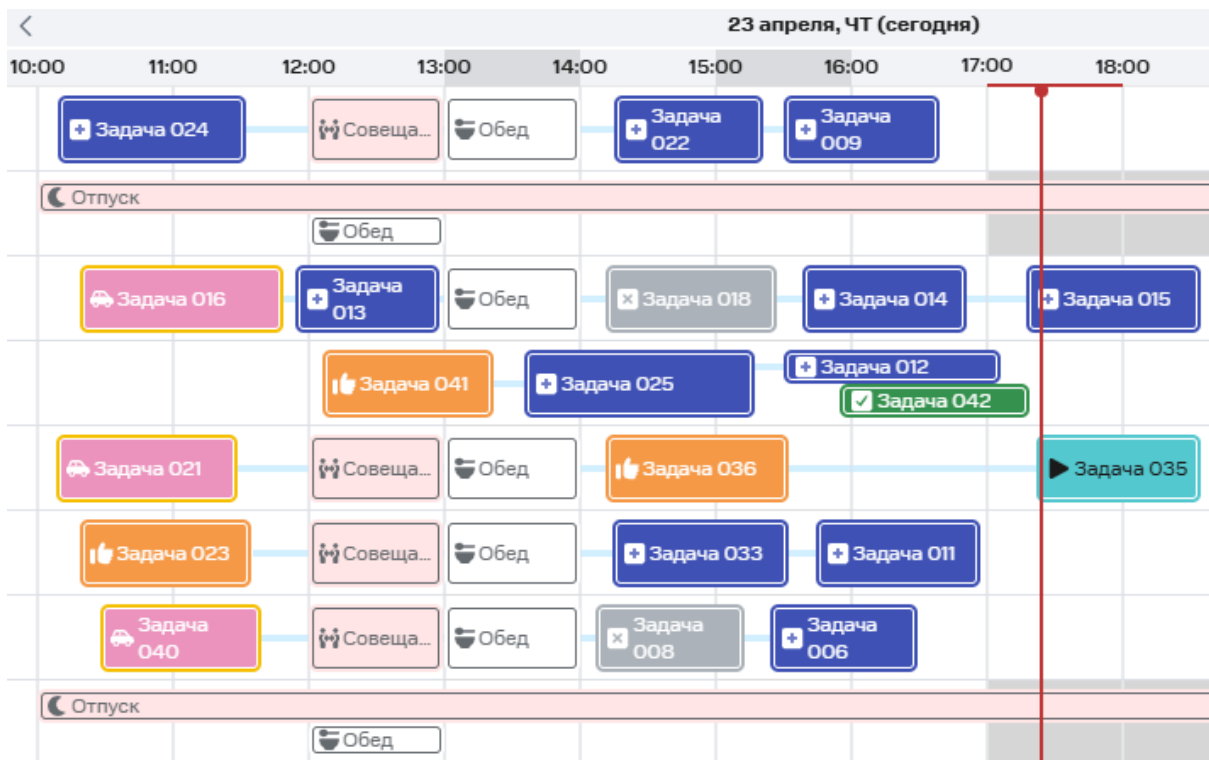 23 апреля, ЧТ (сегодня)
10:00 11:00 12:00 13:00 14:00 15:00 16:00 17:00 18:00
Задача 024
Совеща...
Обед
Задача
022
Задача
009
Отпуск
Обед
Задача 016
Задача
013
Обед
Задача 018
Задача 014
Задача 015
Задача 041
Задача 025
Задача 012
Задача 042
Задача 021
Совеща...
Обед
Задача 036
Задача 035
Задача 023
Совеща...
Обед
Задача 033
Задача 011
Задача
040
Совеща...
Обед
Задача
008
Задача
006
Отпуск
Обед